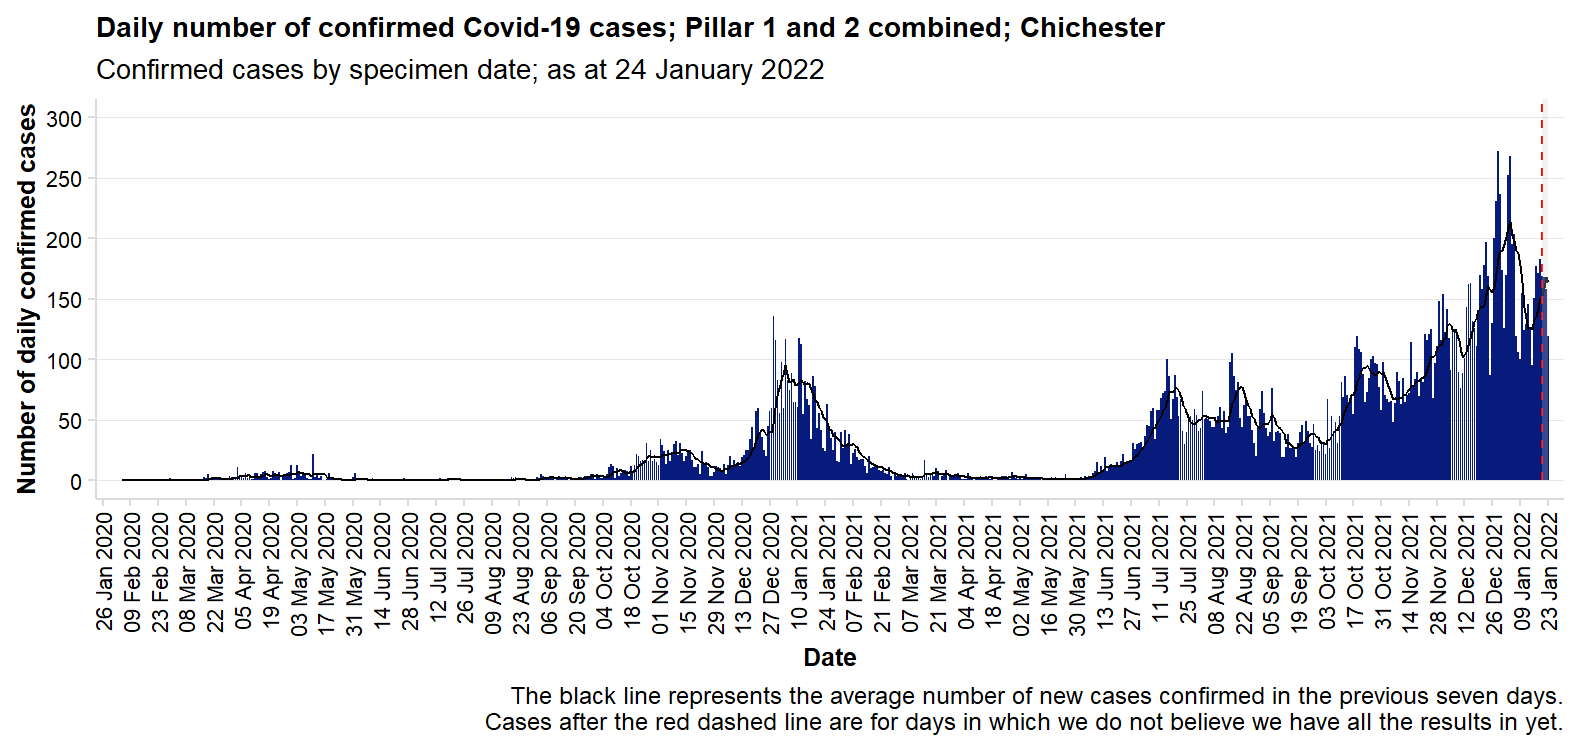 Daily number of confirmed Covid-19 cases; Pillar 1 and 2 combined; Chichester
Confirmed cases by specimen date; as at 24 January 2022
Number of daily confirmed cases
300
250
200
150
100
50
0
26 Jan 2020
09 Feb 2020
23 Feb 2020
08 Mar 2020
22 Mar 2020
05 Apr 2020
19 Apr 2020
03 May 2020
17 May 2020
31 May 2020
14 Jun 2020
28 Jun 2020
12 Jul 2020
26 Jul 2020
09 Aug 2020
23 Aug 2020
06 Sep 2020
20 Sep 2020
04 Oct 2020
18 Oct 2020
01 Nov 2020
15 Nov 2020
29 Nov 2020
13 Dec 2020
27 Dec 2020
10 Jan 2021
24 Jan 2021
07 Feb 2021
21 Feb 2021
07 Mar 2021
21 Mar 2021
04 Apr 2021
18 Apr 2021
02 May 2021
16 May 2021
30 May 2021
13 Jun 2021
27 Jun 2021
11 Jul 2021
25 Jul 2021
08 Aug 2021
22 Aug 2021
05 Sep 2021
19 Sep 2021
03 Oct 2021
17 Oct 2021
31 Oct 2021
14 Nov 2021
28 Nov 2021
12 Dec 2021
26 Dec 2021
09 Jan 2022
23 Jan 2022
Date
The black line represents the average number of new cases confirmed in the previous seven days.
Cases after the red dashed line are for days in which we do not believe we have all the results in yet.